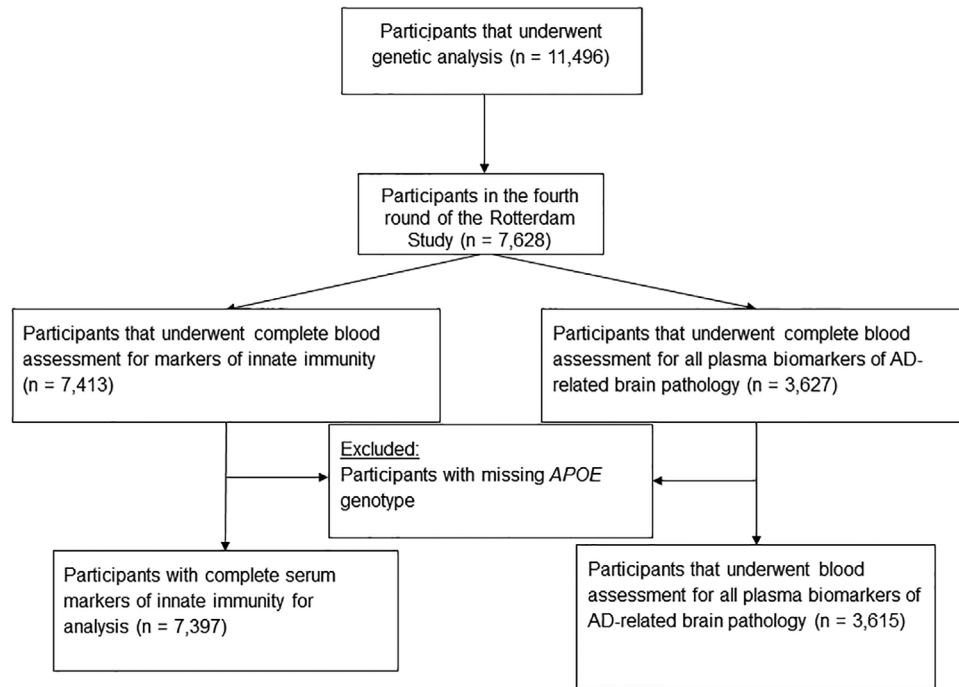 Participants that underwent
genetic analysis (n = 11,496)
Participants in the fourth
round of the Rotterdam
Study (n = 7,628)
Participants that underwent complete blood
assessment for markers of innate immunity
(n = 7,413)
Participants that underwent complete blood
assessment for all plasma biomarkers of AD-
related brain pathology (n = 3,627)
Excluded:
Participants with missing APOE
genotype
Participants with complete serum
markers of innate immunity for
analysis (n = 7,397)
Participants that underwent blood
assessment for all plasma biomarkers of
AD-related brain pathology (n = 3,615)